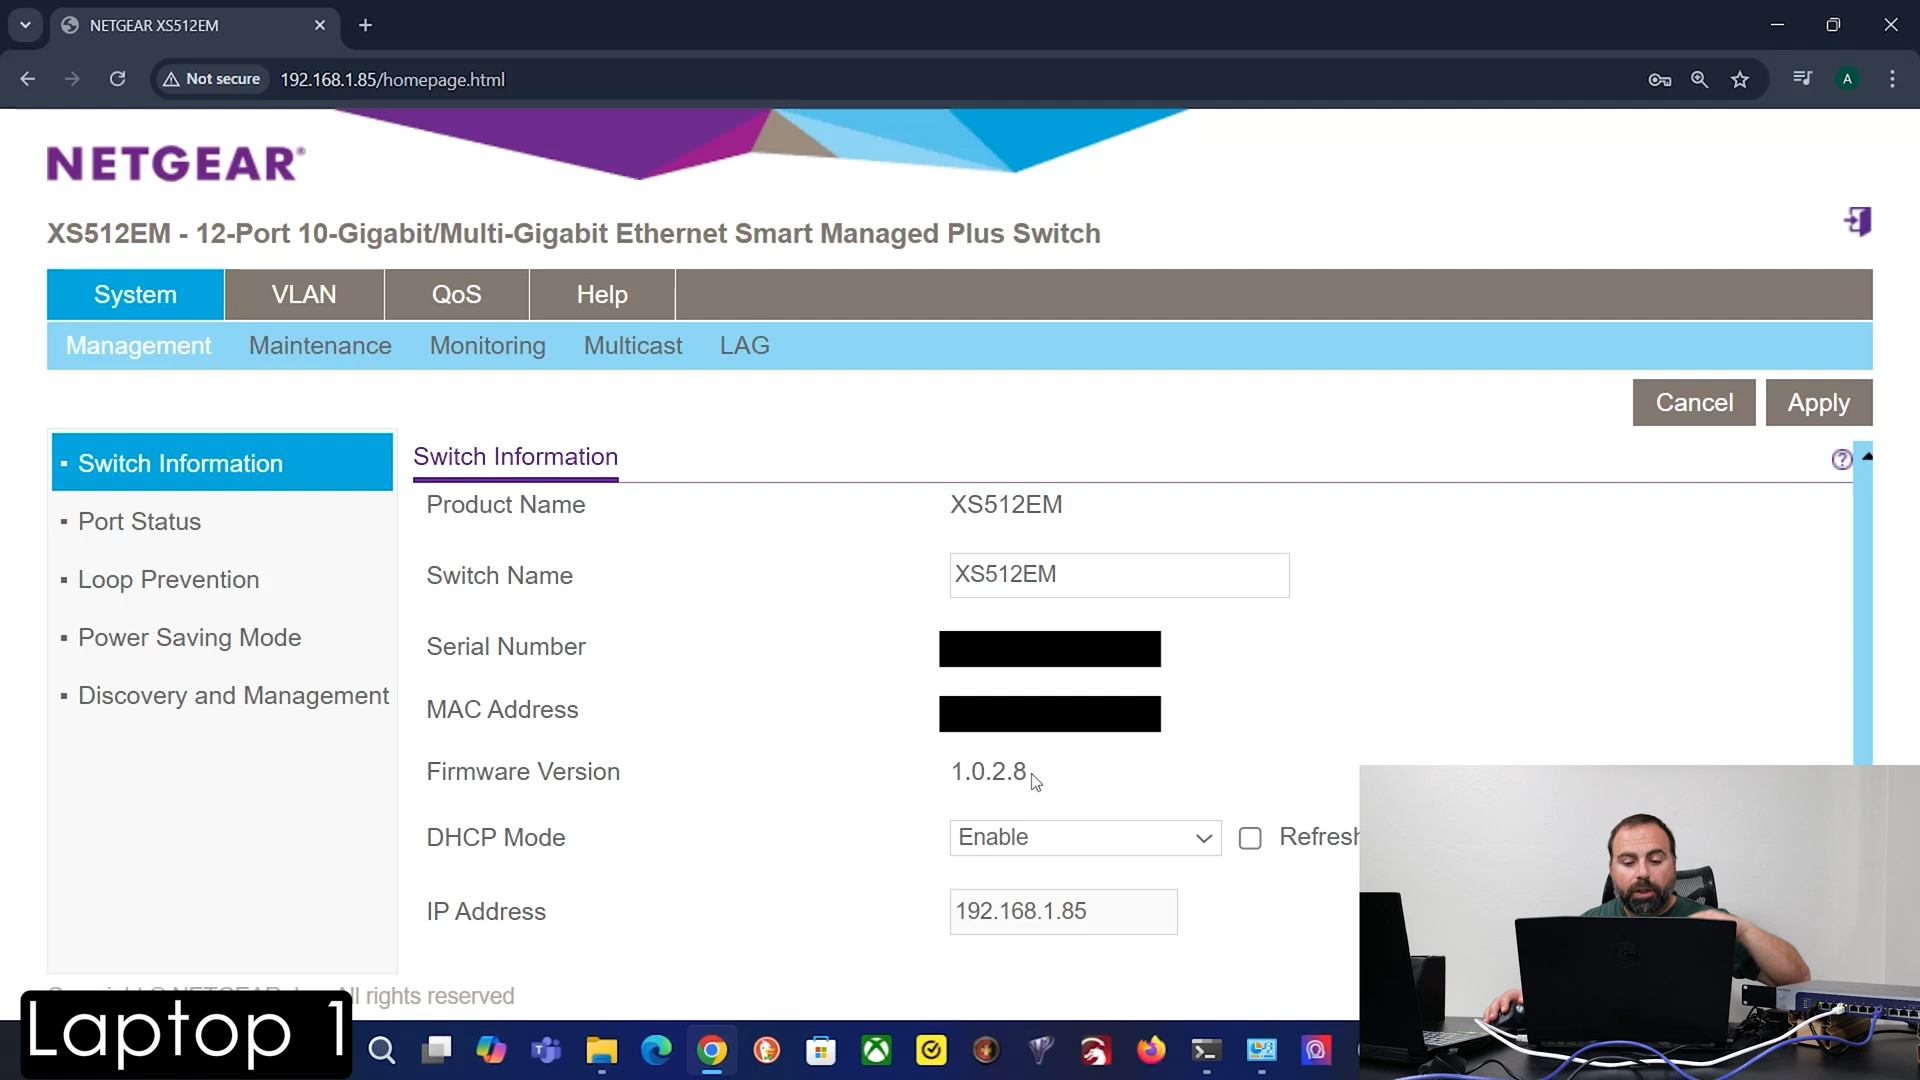 NETGEAR XS512EM
Not secure
192.168.1.85/homepage.html
A
NETGEAR®
XS512EM - 12-Port 10-Gigabit/Multi-Gigabit Ethernet Smart Managed Plus Switch
System
VLAN
QoS
Help
Management
Maintenance
Monitoring
Multicast
LAG
Cancel
Apply
Switch Information
Port Status
Loop Prevention
Power Saving Mode
Discovery and Management
Switch Information
?
Product Name
XS512EM
Switch Name
XS512EM
Serial Number
MAC Address
Firmware Version
1.0.2.8
DHCP Mode
Enable
Refresh
IP Address
192.168.1.85
All rights reserved
Laptop 1